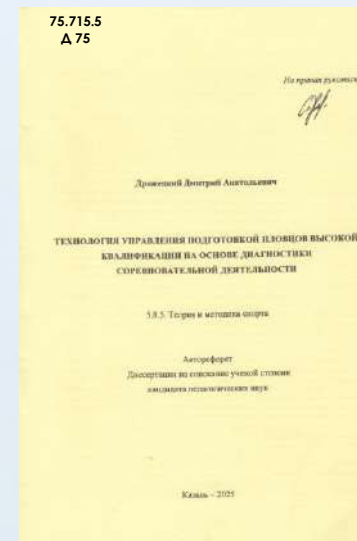 75.715.5
Д 75
На правах рукописи
Дмитрий Анатольевич
ТЕХНОЛОГИЯ УПРАВЛЕНИЯ ПОДГОТОВКОЙ ПЛОВЦОВ ВЫСОКОЙ
КВАЛИФИКАЦИИ НА ОСНОВЕ ДИАГНОСТИКИ
СОРЕВНОВАТЕЛЬНОЙ ДЕЯТЕЛЬНОСТИ
5.8.5. Теория и методика спорта
Автореферат
Диссертации на соискание ученой степени
кандидата педагогических наук
Казань – 2025